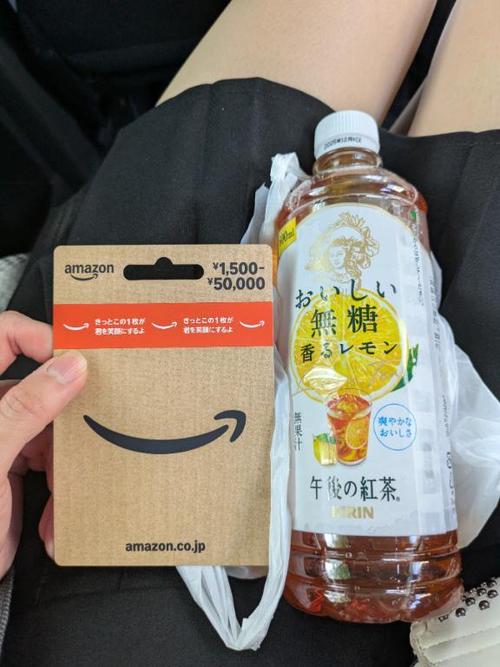 amazon
¥1,500-
¥50,000
きっとこの1枚が
君を笑顔にするよ
きっとこの1枚が
君を笑顔にするよ
amazon.co.jp
おいしい
無糖
香るレモン
無果汁
爽やかな
おいしさ
午後の紅茶®
KIRIN